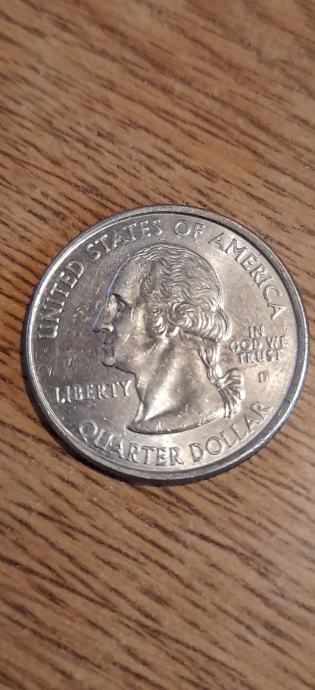 UNITED STATES OF AMERICA
IN
GOD WE
TRUST
D
LIBERTY
QUARTER DOLLAR